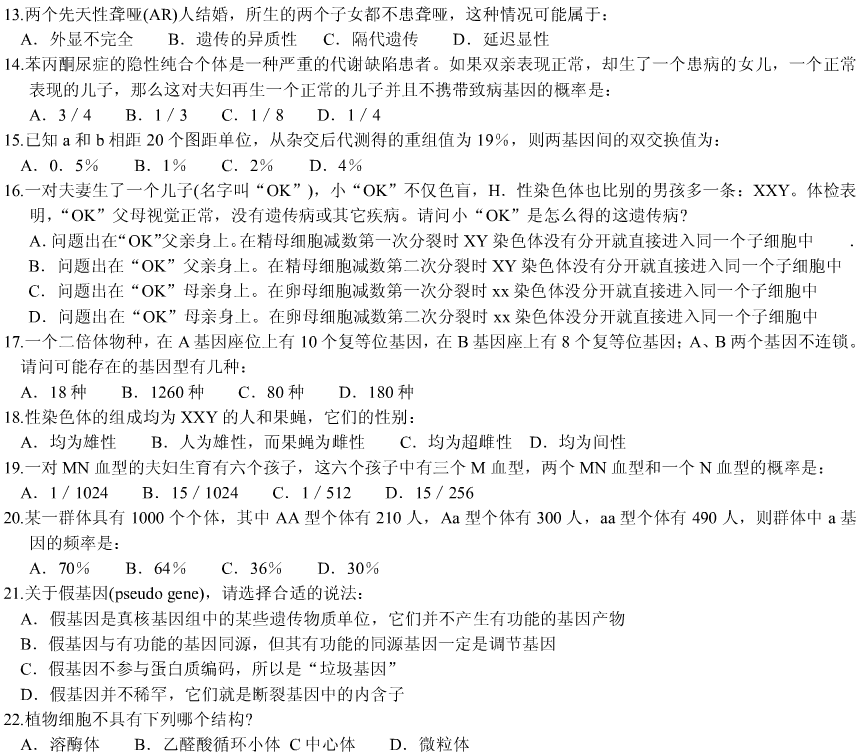 13.两个先天性聋哑(AR)人结婚，所生的两个子女都不患聋哑，这种情况可能属于：
A．外显不完全 B．遗传的异质性 C．隔代遗传 D．延迟显性
14.苯丙酮尿症的隐性纯合个体是一种严重的代谢缺陷患者。如果双亲表现正常，却生了一个患病的女儿，一个正常
表现的儿子，那么这对夫妇再生一个正常的儿子并且不携带致病基因的概率是：
A．3／4 B．1／3 C．1／8 D．1／4
15.已知 a 和 b 相距 20 个图距单位，从杂交后代测得的重组值为 19％，则两基因间的双交换值为：
A．0．5％ B．1％ C．2％ D．4％
16.一对夫妻生了一个儿子(名字叫“OK”)，小“OK”不仅色盲，H．性染色体也比别的男孩多一条：XXY。体检表
明，“OK”父母视觉正常，没有遗传病或其它疾病。请问小“OK”是怎么得的这遗传病?
A．问题出在“OK”父亲身上。在精母细胞减数第一次分裂时 XY 染色体没有分开就直接进入同一个子细胞中 ．
B．问题出在“OK”父亲身上。在精母细胞减数第二次分裂时 XY 染色体没有分开就直接进入同一个子细胞中
C．问题出在“OK”母亲身上。在卵母细胞减数第一次分裂时 xx 染色体没分开就直接进入同一个子细胞中
D．问题出在“OK”母亲身上。在卵母细胞减数第二次分裂时 xx 染色体没分开就直接进入同一个子细胞中
17.一个二倍体物种，在 A 基因座位上有 10 个复等位基因，在 B 基因座上有 8 个复等位基因；A、B 两个基因不连锁。
请问可能存在的基因型有几种：
A．18 种 B．1260 种 C．80 种 D．180 种
18.性染色体的组成均为 XXY 的人和果蝇，它们的性别：
A．均为雄性 B．人为雄性，而果蝇为雌性 C．均为超雌性 D．均为间性
19.一对 MN 血型的夫妇生育有六个孩子，这六个孩子中有三个 M 血型，两个 MN 血型和一个 N 血型的概率是：
A．1／1024 B．15／1024 C．1／512 D．15／256
20.某一群体具有 1000 个个体，其中 AA 型个体有 210 人，Aa 型个体有 300 人，aa 型个体有 490 人，则群体中 a 基
因的频率是：
A．70％ B．64％ C．36％ D．30％
21.关于假基因(pseudo gene)，请选择合适的说法：
A．假基因是真核基因组中的某些遗传物质单位，它们并不产生有功能的基因产物
B．假基因与有功能的基因同源，但其有功能的同源基因一定是调节基因
C．假基因不参与蛋白质编码，所以是“垃圾基因”
D．假基因并不稀罕，它们就是断裂基因中的内含子
22.植物细胞不具有下列哪个结构?
A．溶酶体 B．乙醛酸循环小体 C 中心体 D．微粒体